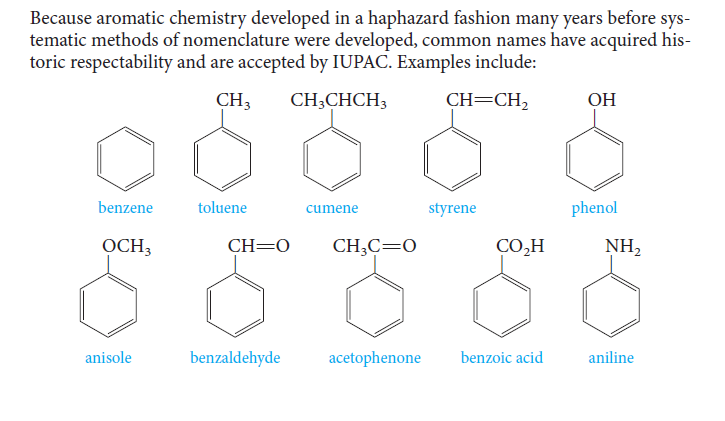 Because aromatic chemistry developed in a haphazard fashion many years before sys-
tematic methods of nomenclature were developed, common names have acquired his-
toric respectability and are accepted by IUPAC. Examples include:
CH₃ CH₃CHCH₃ CH=CH₂ OH
benzene toluene cumene styrene phenol
OCH₃ CH=O CH₃C=O CO₂H NH₂
anisole benzaldehyde acetophenone benzoic acid aniline